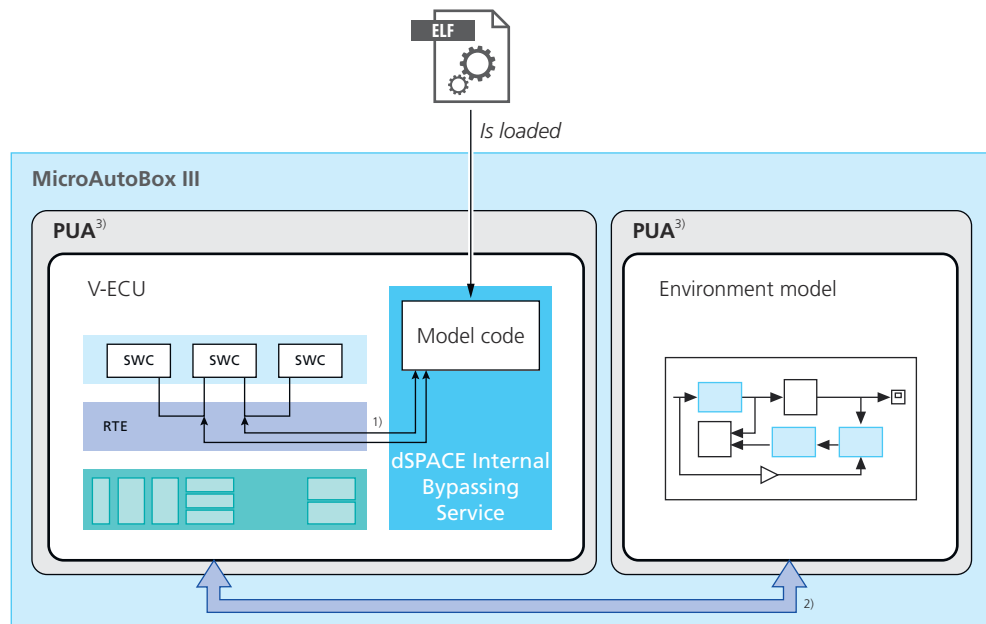 ELF
Is loaded
MicroAutoBox III
PUA3)
PUA3)
V-ECU
Environment model
Model code
SWC
SWC
SWC
RTE
1)
dSPACE Internal
Bypassing
Service
2)